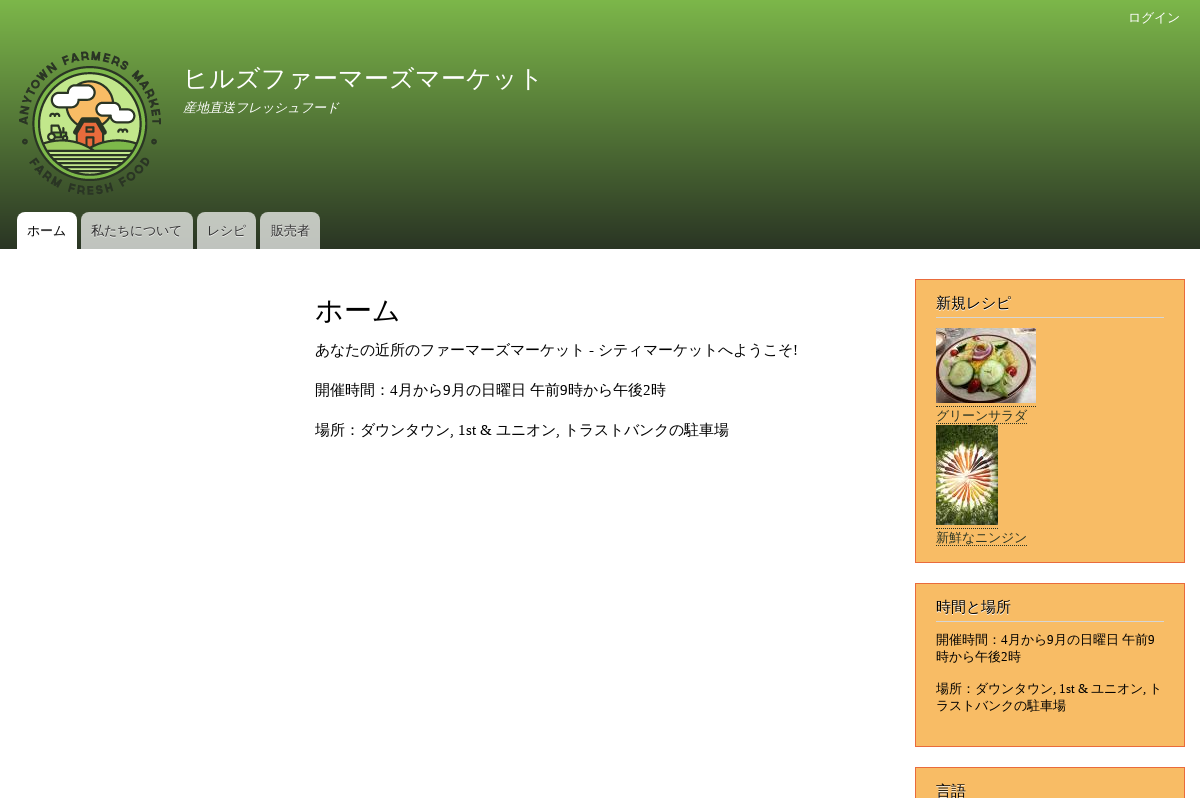 ログイン
ANYTOWN FARMERS MARKET
FARM FRESH FOOD
ヒルズファーマーズマーケット
産地直送フレッシュフード
ホーム
私たちについて
レシピ
販売者
ホーム
あなたの近所のファーマーズマーケット - シティマーケットへようこそ!
開催時間：4月から9月の日曜日 午前9時から午後2時
場所：ダウンタウン, 1st & ユニオン, トラストバンクの駐車場
新規レシピ
グリーンサラダ
新鮮なニンジン
時間と場所
開催時間：4月から9月の日曜日 午前9
時から午後2時
場所：ダウンタウン, 1st & ユニオン, ト
ラストバンクの駐車場
言語